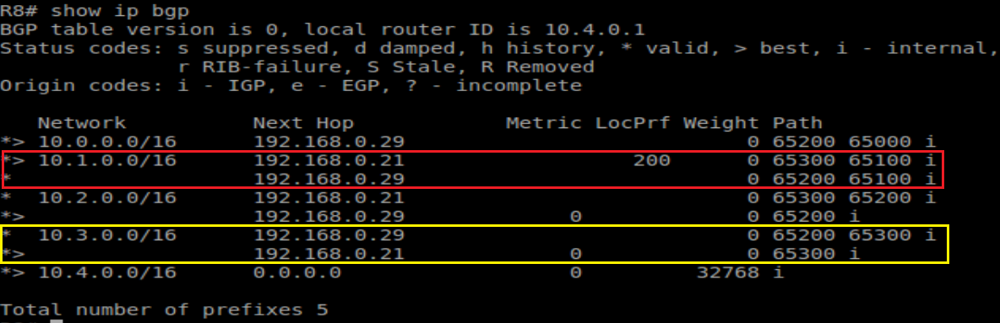 R8# show ip bgp
BGP table version is 0, local router ID is 10.4.0.1
Status codes: s suppressed, d damped, h history, * valid, > best, i - internal,
              r RIB-failure, S Stale, R Removed
Origin codes: i - IGP, e - EGP, ? - incomplete

   Network          Next Hop            Metric LocPrf Weight Path
*> 10.0.0.0/16      192.168.0.29                           0 65200 65000 i
*> 10.1.0.0/16      192.168.0.21                  200      0 65300 65100 i
*                   192.168.0.29                           0 65200 65100 i
*  10.2.0.0/16      192.168.0.21                           0 65300 65200 i
*>                  192.168.0.29             0             0 65200 i
*  10.3.0.0/16      192.168.0.29                           0 65200 65300 i
*>                  192.168.0.21             0             0 65300 i
*> 10.4.0.0/16      0.0.0.0                  0         32768 i

Total number of prefixes 5